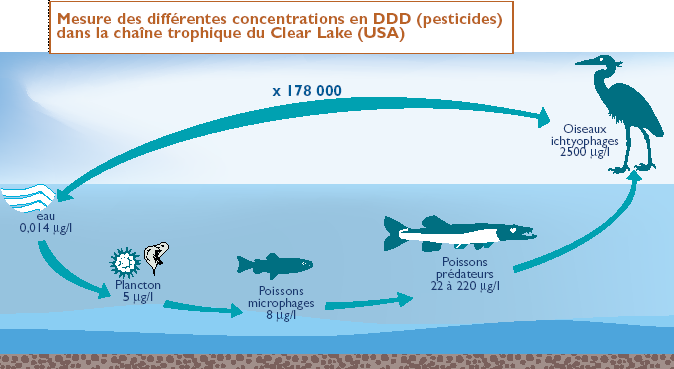 Mesure des différentes concentrations en DDD (pesticides)
dans la chaîne trophique du Clear Lake (USA)
x 178 000
Oiseaux
ichtyophages
2500 µg/l
eau
0,014 µg/l
Plancton
5 µg/l
Poissons
microphages
8 µg/l
Poissons
prédateurs
22 à 220 µg/l